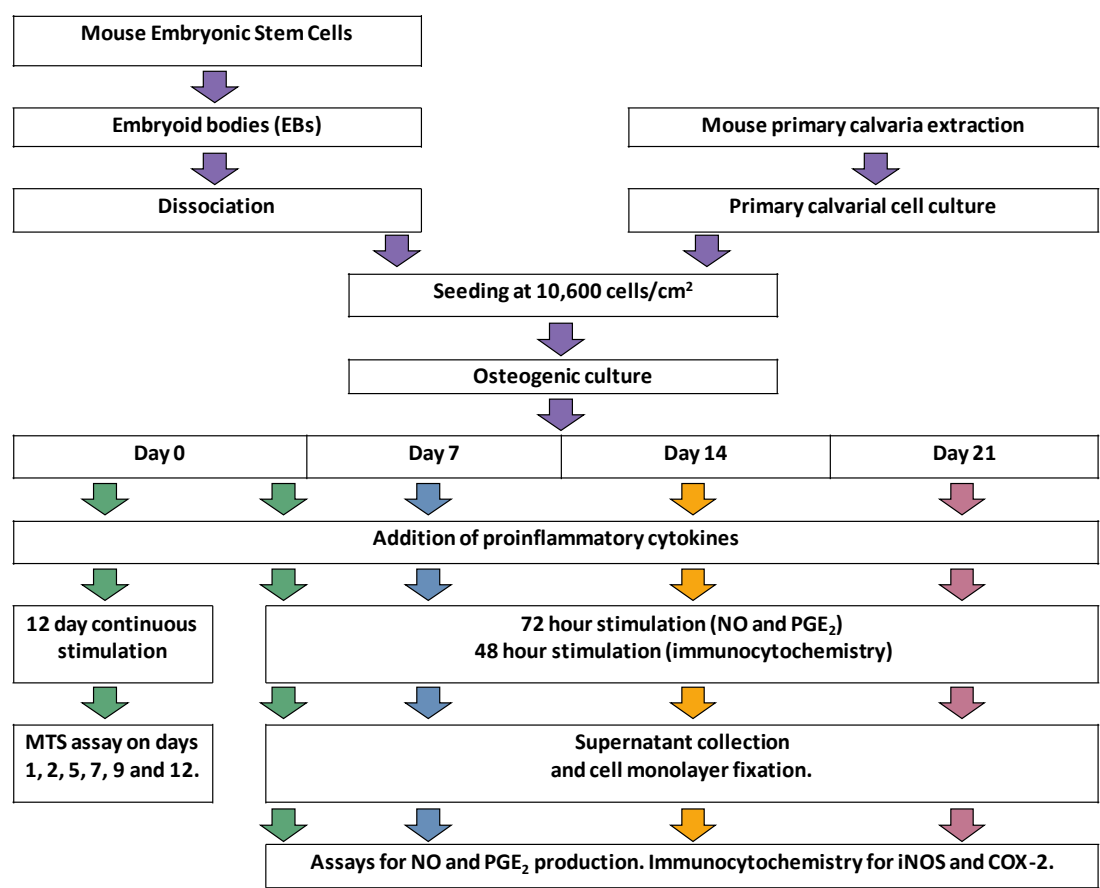 Mouse Embryonic Stem Cells
Embryoid bodies (EBs)
Mouse primary calvaria extraction
Dissociation
Primary calvarial cell culture
Seeding at 10,600 cells/cm²
Osteogenic culture
Day 0
Day 7
Day 14
Day 21
Addition of proinflammatory cytokines
12 day continuous
stimulation
72 hour stimulation (NO and PGE₂)
48 hour stimulation (immunocytochemistry)
MTS assay on days
1, 2, 5, 7, 9 and 12.
Supernatant collection
and cell monolayer fixation.
Assays for NO and PGE₂ production. Immunocytochemistry for iNOS and COX-2.